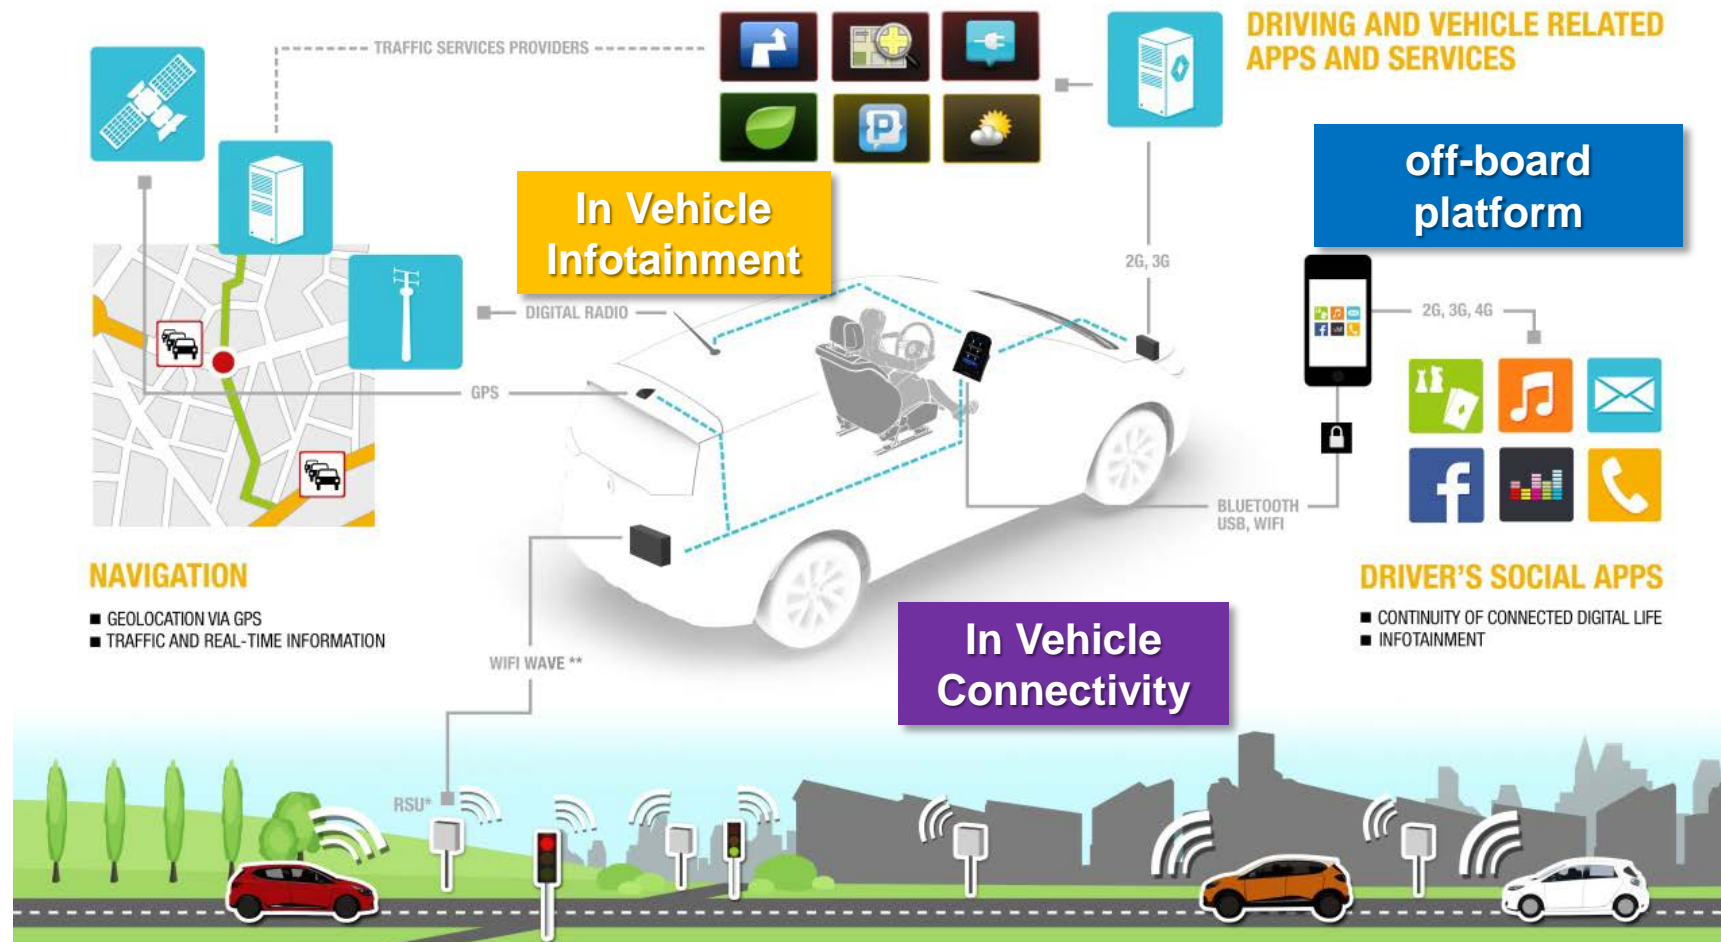 TRAFFIC SERVICES PROVIDERS
DRIVING AND VEHICLE RELATED
APPS AND SERVICES
P
off-board
platform
In Vehicle
Infotainment
2G, 3G
DIGITAL RADIO
2G, 3G, 4G
GPS
f
BLUETOOTH
USB, WIFI
NAVIGATION
■ GEOLOCATION VIA GPS
■ TRAFFIC AND REAL-TIME INFORMATION
DRIVER'S SOCIAL APPS
■ CONTINUITY OF CONNECTED DIGITAL LIFE
■ INFOTAINMENT
In Vehicle
Connectivity
WIFI WAVE **
RSU*